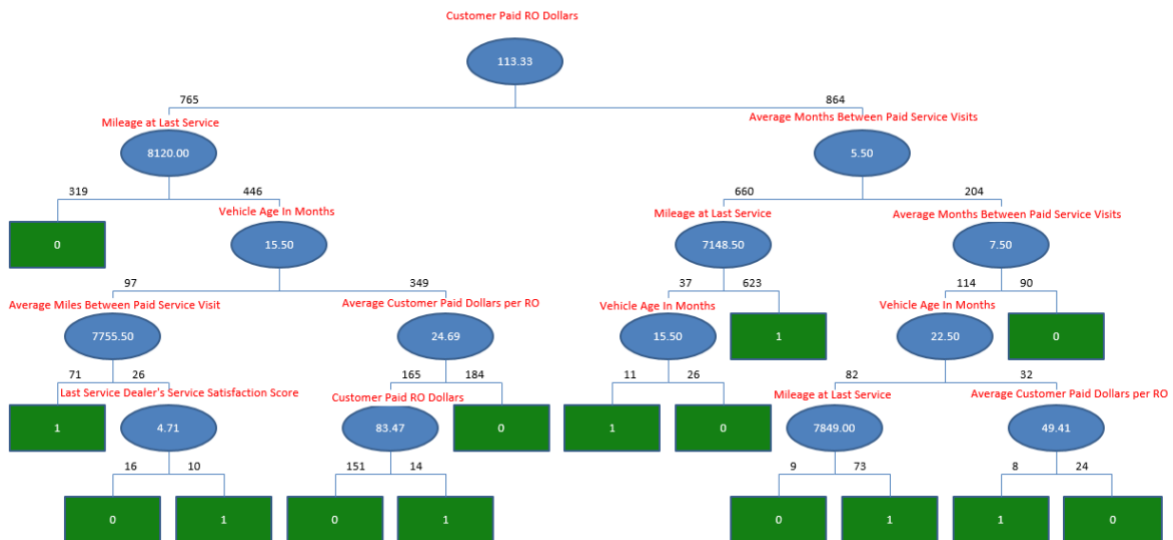 Customer Paid RO Dollars
113.33
765 864
Mileage at Last Service Average Months Between Paid Service Visits
8120.00 5.50
319 446 660 204
Vehicle Age In Months Mileage at Last Service Average Months Between Paid Service Visits
0 15.50 7148.50 7.50
97 349 37 623 114 90
Average Miles Between Paid Service Visit Average Customer Paid Dollars per RO Vehicle Age In Months Vehicle Age In Months
7755.50 24.69 15.50 1 22.50 0
71 26 165 184 11 26 82 32
Last Service Dealer's Service Satisfaction Score Customer Paid RO Dollars Mileage at Last Service Average Customer Paid Dollars per RO
1 4.71 83.47 0 1 0 7849.00 49.41
16 10 151 14 9 73 8 24
0 1 0 1 0 1 1 0